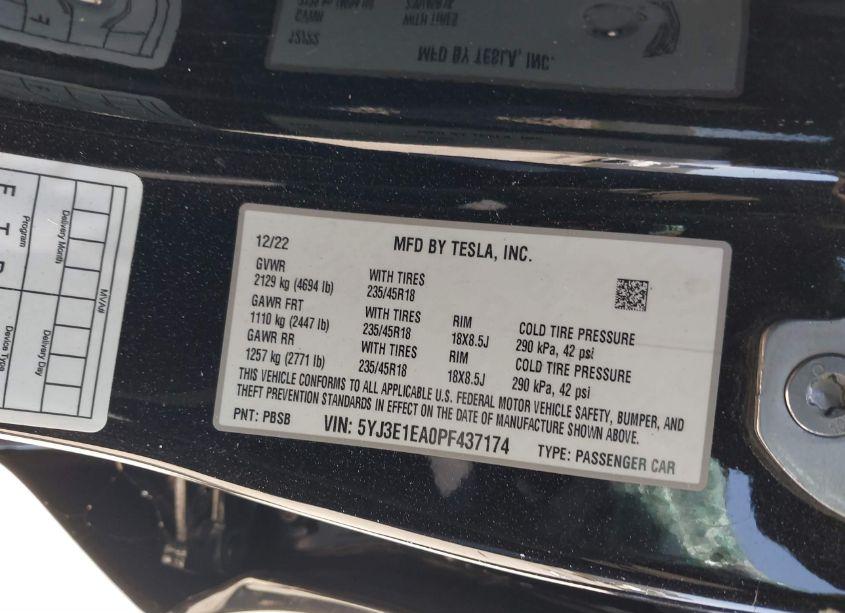 MFD BY TESLA, INC.
12/22
GVWR
2129 kg (4694 lb)
WITH TIRES
235/45R18
GAWR FRT
1110 kg (2447 lb)
WITH TIRES
235/45R18
RIM
18X8.5J
COLD TIRE PRESSURE
290 kPa, 42 psi
GAWR RR
1257 kg (2771 lb)
WITH TIRES
235/45R18
RIM
18X8.5J
COLD TIRE PRESSURE
290 kPa, 42 psi
THIS VEHICLE CONFORMS TO ALL APPLICABLE U.S. FEDERAL MOTOR VEHICLE SAFETY, BUMPER, AND
THEFT PREVENTION STANDARDS IN EFFECT ON THE DATE OF MANUFACTURE SHOWN ABOVE.
PNT: PBSB
VIN: 5YJ3E1EA0PF437174
TYPE: PASSENGER CAR
MVA#
Delivery Month
Delivery Day
Program
Device Type
MFD BY TESLA, INC.